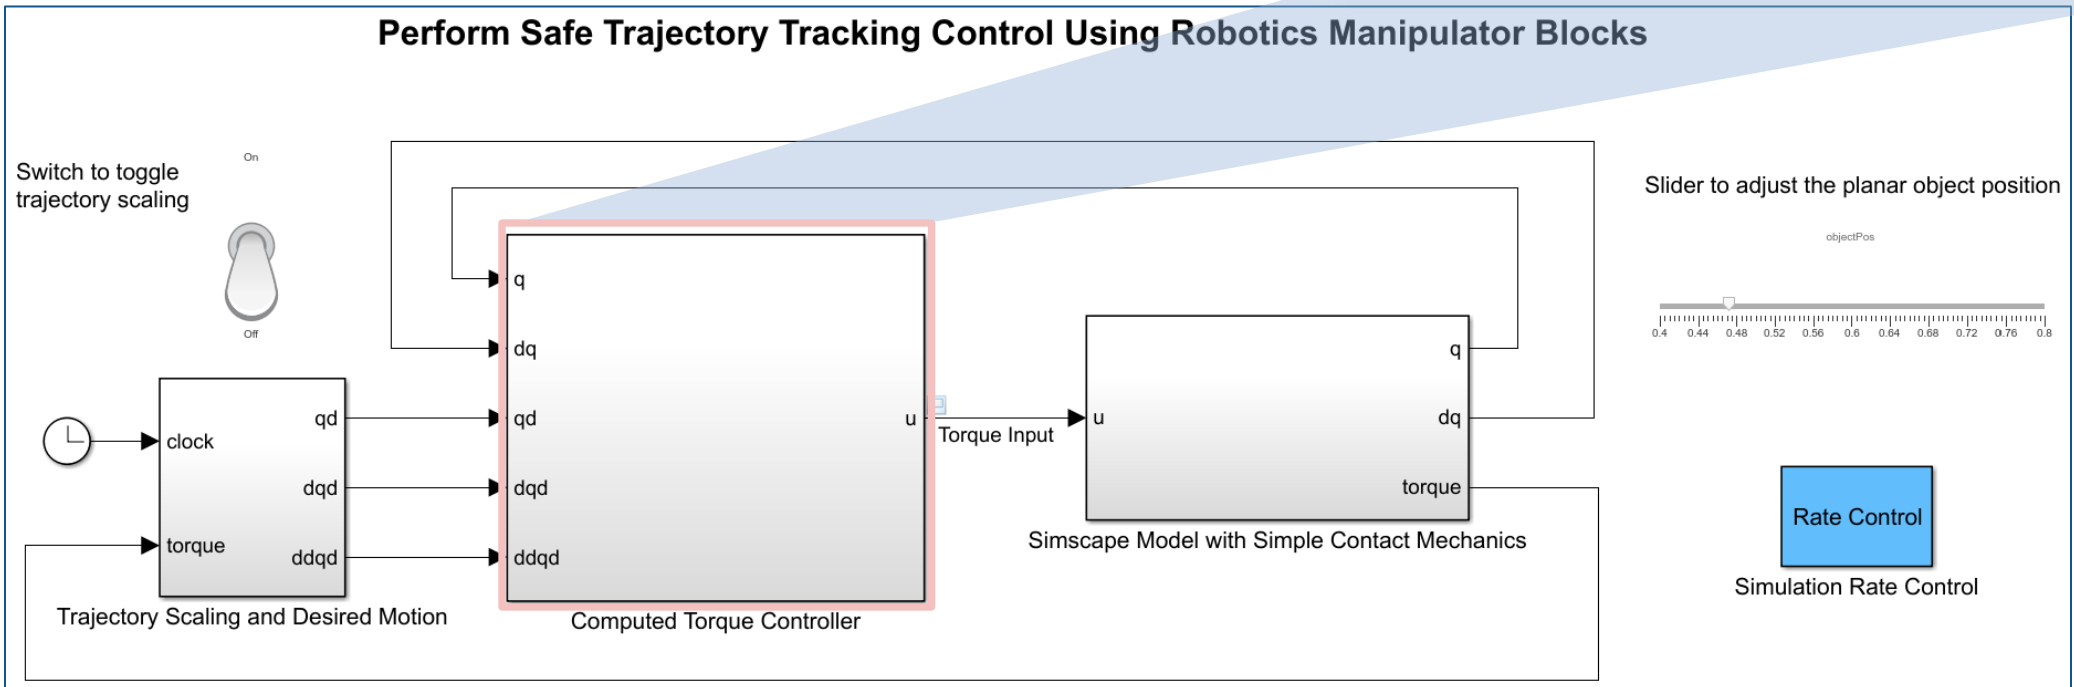 Perform Safe Trajectory Tracking Control Using Robotics Manipulator Blocks
On
Switch to toggle
trajectory scaling
Off
Slider to adjust the planar object position
objectPos
0.4 0.44 0.48 0.52 0.56 0.6 0.64 0.68 0.72 0.76 0.8
clock
torque
qd
dqd
ddqd
Trajectory Scaling and Desired Motion
q
dq
qd
dqd
ddqd
u
Computed Torque Controller
Torque Input
u
q
dq
torque
Simscape Model with Simple Contact Mechanics
Rate Control
Simulation Rate Control